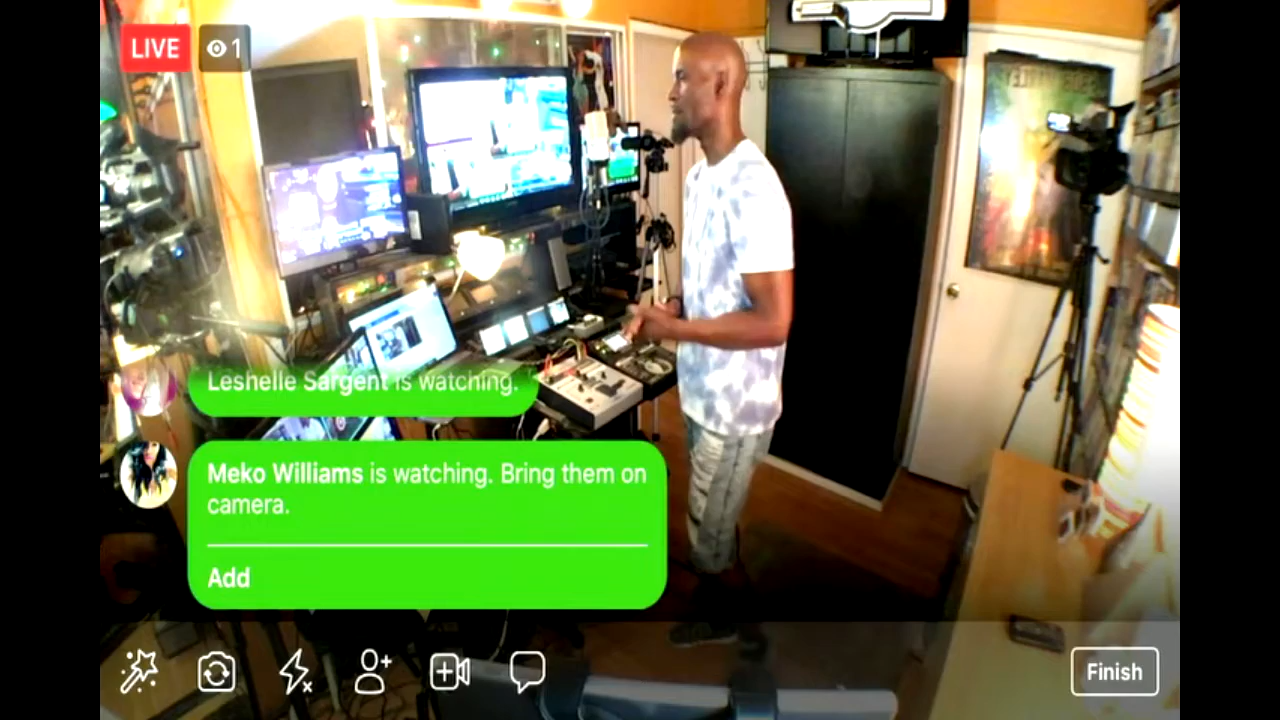 LIVE 1
Leshelle Sargent is watching.
Meko Williams is watching. Bring them on
camera.
Add
Finish